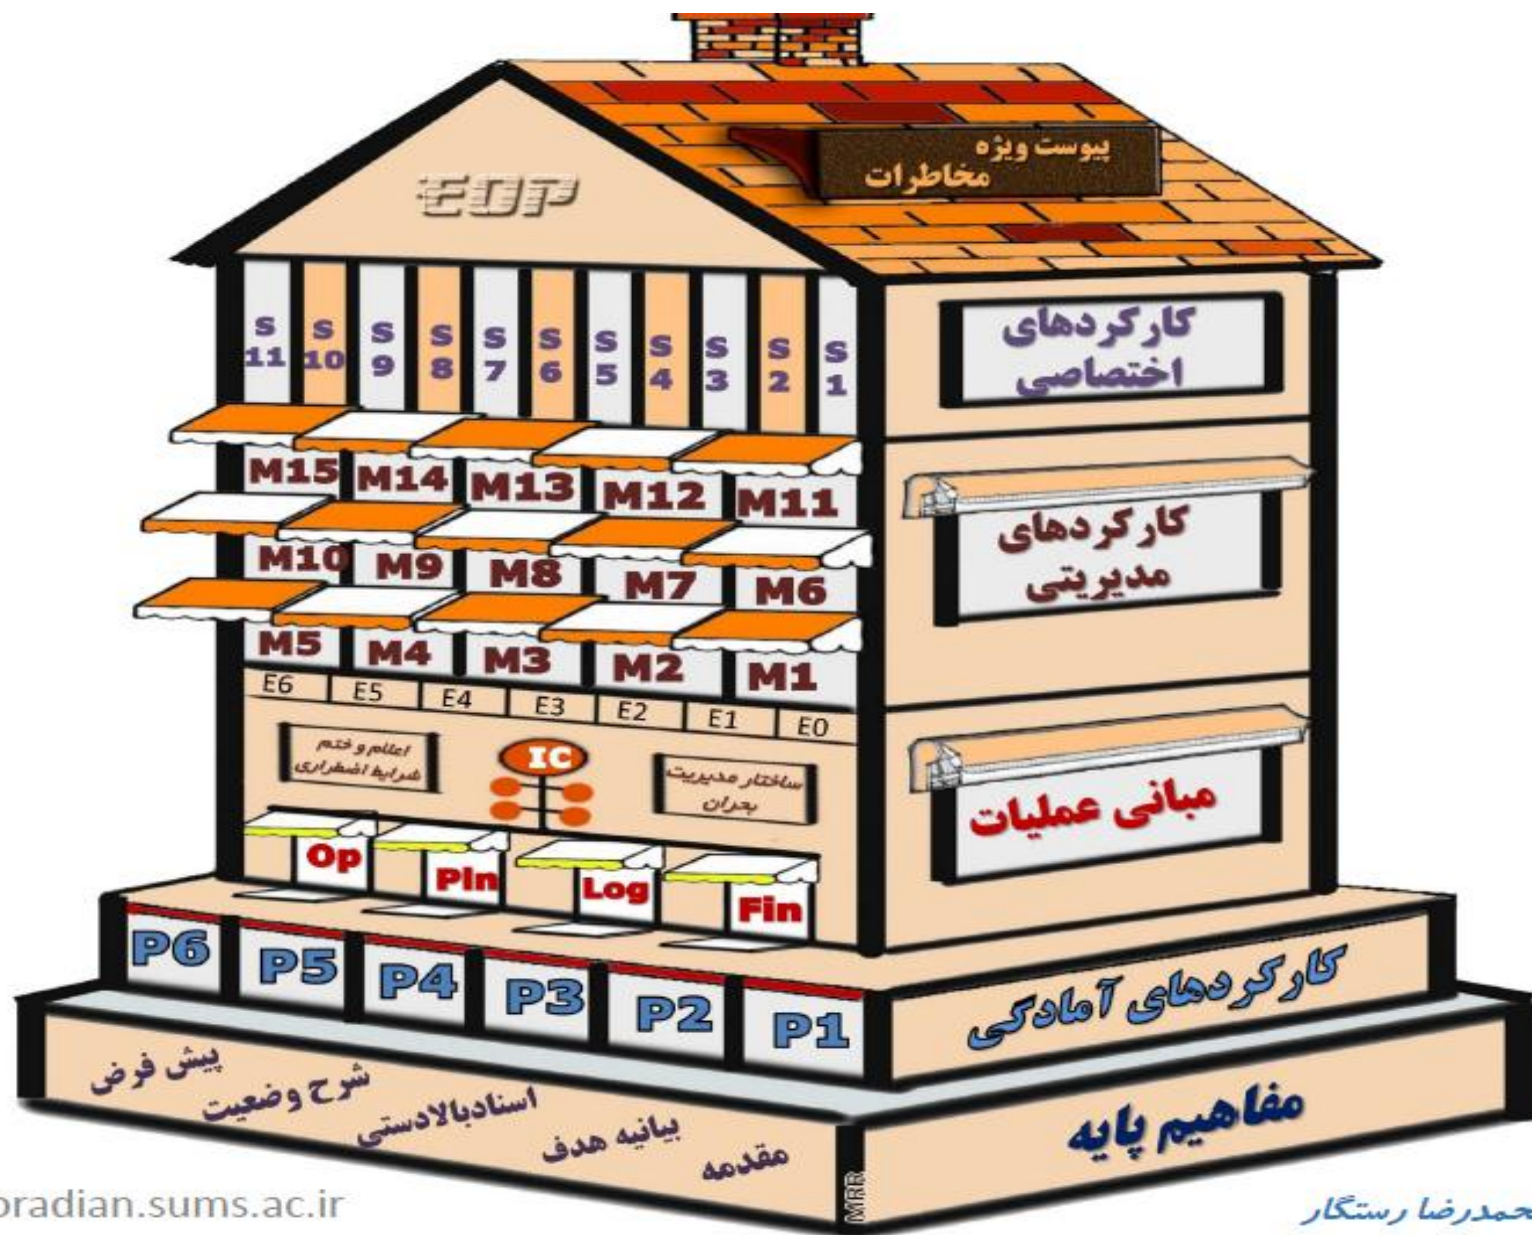 پیوست ویژه
مخاطرات
EOP
S 11 S 10 S 9 S 8 S 7 S 6 S 5 S 4 S 3 S 2 S 1
کارکردهای
اختصاصی
M15 M14 M13 M12 M11
M10 M9 M8 M7 M6
M5 M4 M3 M2 M1
کارکردهای
مدیریتی
E6 E5 E4 E3 E2 E1 E0
ساختار مدیریت
بحران
IC
اعلام و ختم
شرایط اضطراری
مبانی عملیات
Op Pln Log Fin
P6 P5 P4 P3 P2 P1
کارکردهای آمادگی
مفاهیم پایه
مقدمه
بیانیه هدف
اسنادبالادستی
شرح وضعیت
پیش فرض
MRR
oradian.sums.ac.ir
حمدرضا رستگار